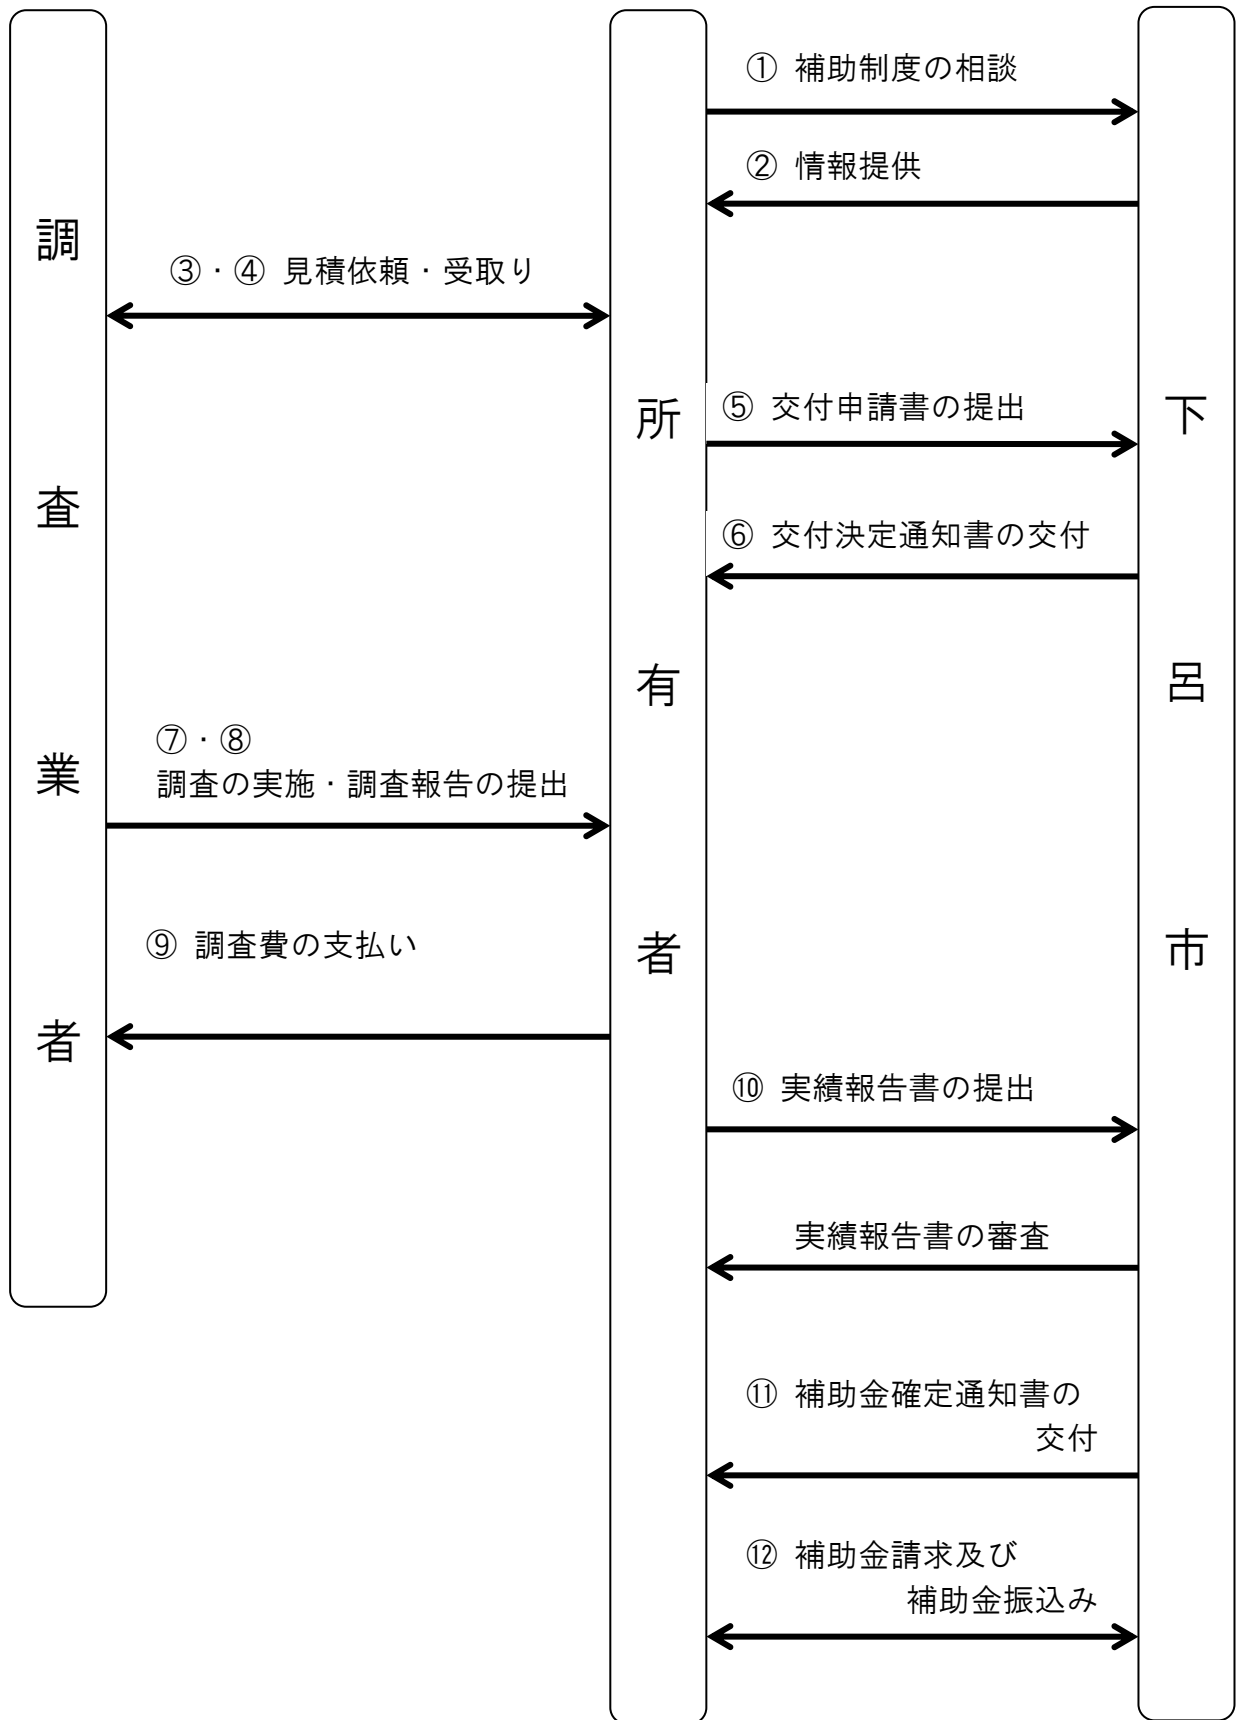 調査業者
所有者
下呂市
① 補助制度の相談
② 情報提供
③・④ 見積依頼・受取り
⑤ 交付申請書の提出
⑥ 交付決定通知書の交付
⑦・⑧
調査の実施・調査報告の提出
⑨ 調査費の支払い
⑩ 実績報告書の提出
実績報告書の審査
⑪ 補助金確定通知書の
交付
⑫ 補助金請求及び
補助金振込み